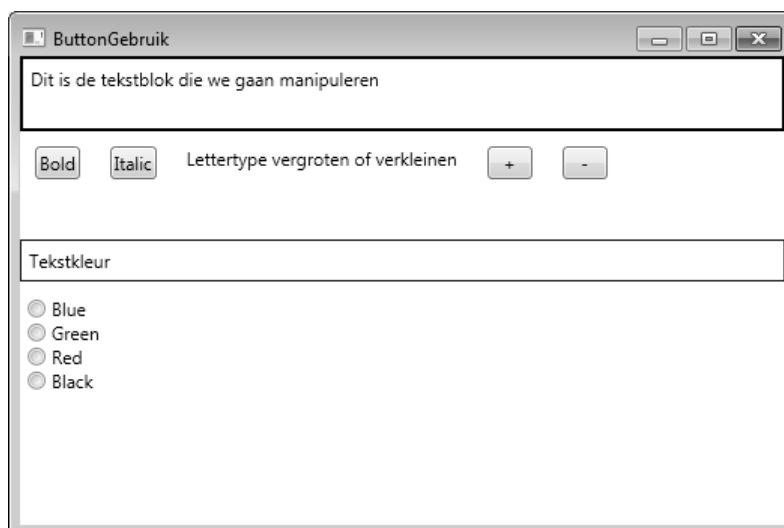 ButtonGebruik
Dit is de tekstblok die we gaan manipuleren
Bold Italic Lettertype vergroten of verkleinen + -
Tekstkleur
Blue
Green
Red
Black